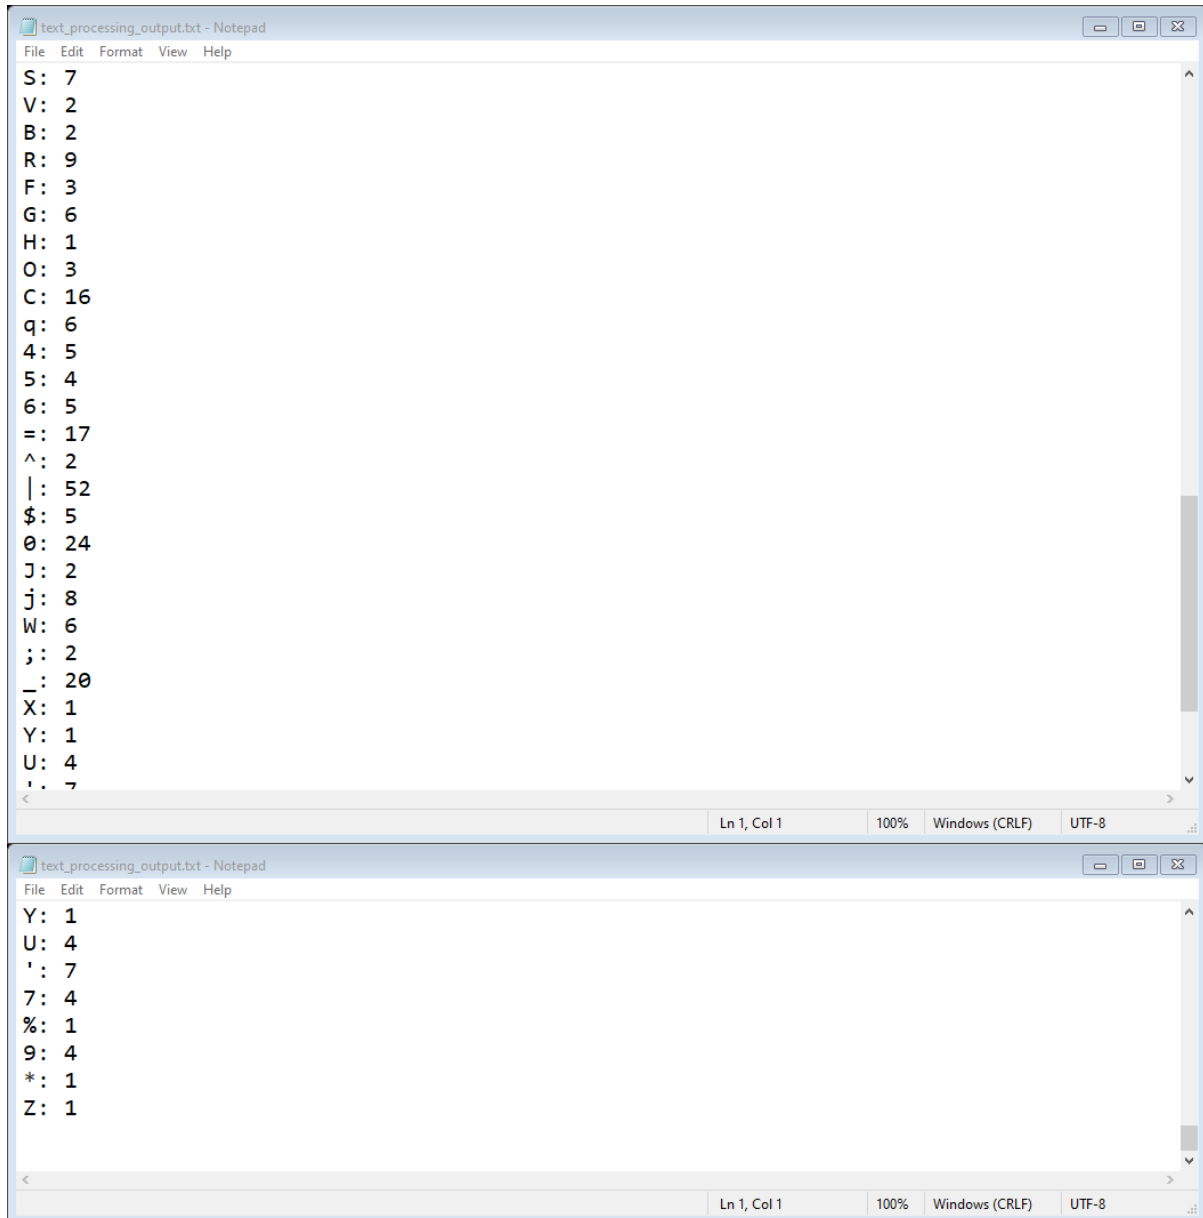 text_processing_output.txt - Notepad
File Edit Format View Help
S: 7
V: 2
B: 2
R: 9
F: 3
G: 6
H: 1
O: 3
C: 16
q: 6
4: 5
5: 4
6: 5
=: 17
^: 2
|: 52
$: 5
0: 24
J: 2
j: 8
W: 6
;: 2
_: 20
X: 1
Y: 1
U: 4
': 7
Ln 1, Col 1 100% Windows (CRLF) UTF-8
text_processing_output.txt - Notepad
File Edit Format View Help
Y: 1
U: 4
': 7
7: 4
%: 1
9: 4
*: 1
Z: 1
Ln 1, Col 1 100% Windows (CRLF) UTF-8